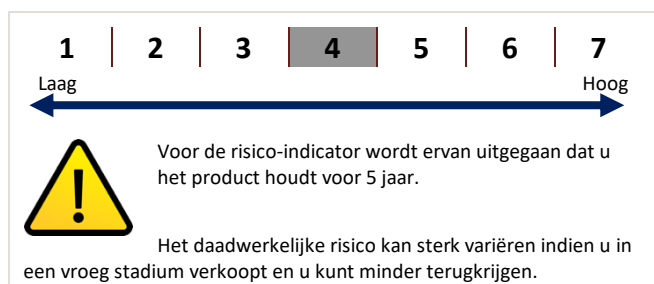 1 2 3 4 5 6 7
Laag Hoog
Voor de risico-indicator wordt ervan uitgegaan dat u
het product houdt voor 5 jaar.
Het daadwerkelijke risico kan sterk variëren indien u in
een vroeg stadium verkoopt en u kunt minder terugkrijgen.